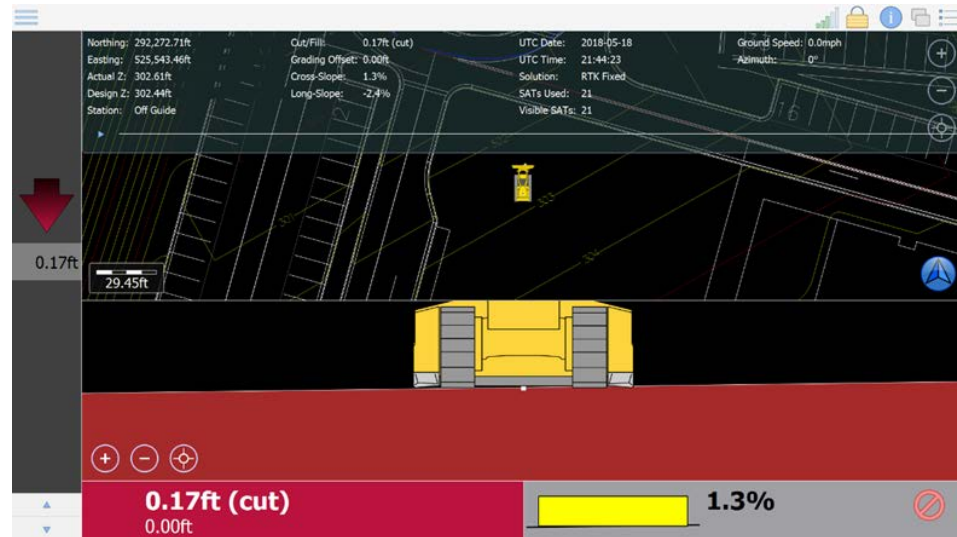 Northing: 292,272.71ft
Easting: 525,543.46ft
Actual Z: 302.61ft
Design Z: 302.44ft
Station: Off Guide
Cut/Fill: 0.17ft (cut)
Grading Offset: 0.00ft
Cross-Slope: 1.3%
Long-Slope: -2.4%
UTC Date: 2018-05-18
UTC Time: 21:44:23
Solution: RTK Fixed
SATs Used: 21
Visible SATs: 21
Ground Speed: 0.0mph
Azimuth: 0°
16
0.17ft
29.45ft
0.17ft (cut)
0.00ft
1.3%